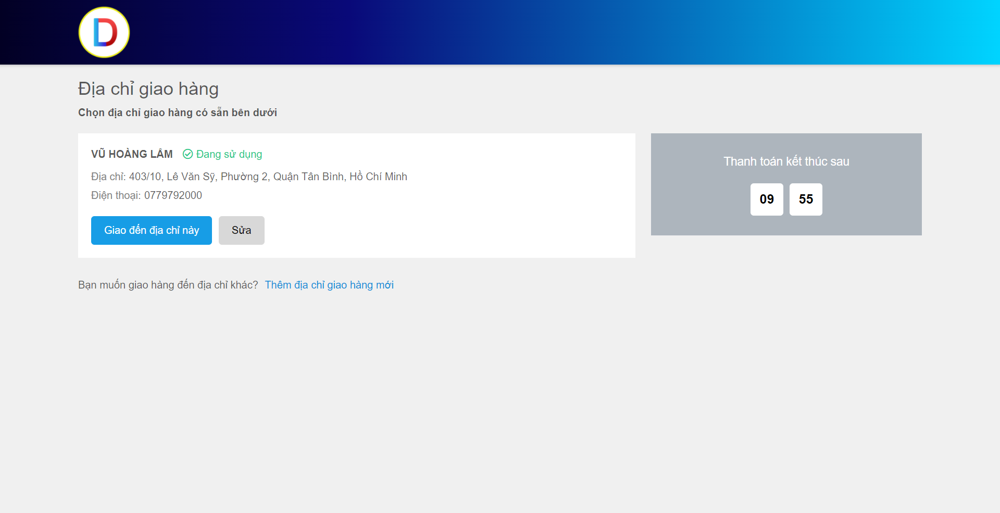 D
Địa chỉ giao hàng
Chọn địa chỉ giao hàng có sẵn bên dưới
VŨ HOÀNG LÂM Đang sử dụng
Địa chỉ: 403/10, Lê Văn Sỹ, Phường 2, Quận Tân Bình, Hồ Chí Minh
Điện thoại: 0779792000
Giao đến địa chỉ này Sửa
Thanh toán kết thúc sau
09 55
Bạn muốn giao hàng đến địa chỉ khác? Thêm địa chỉ giao hàng mới